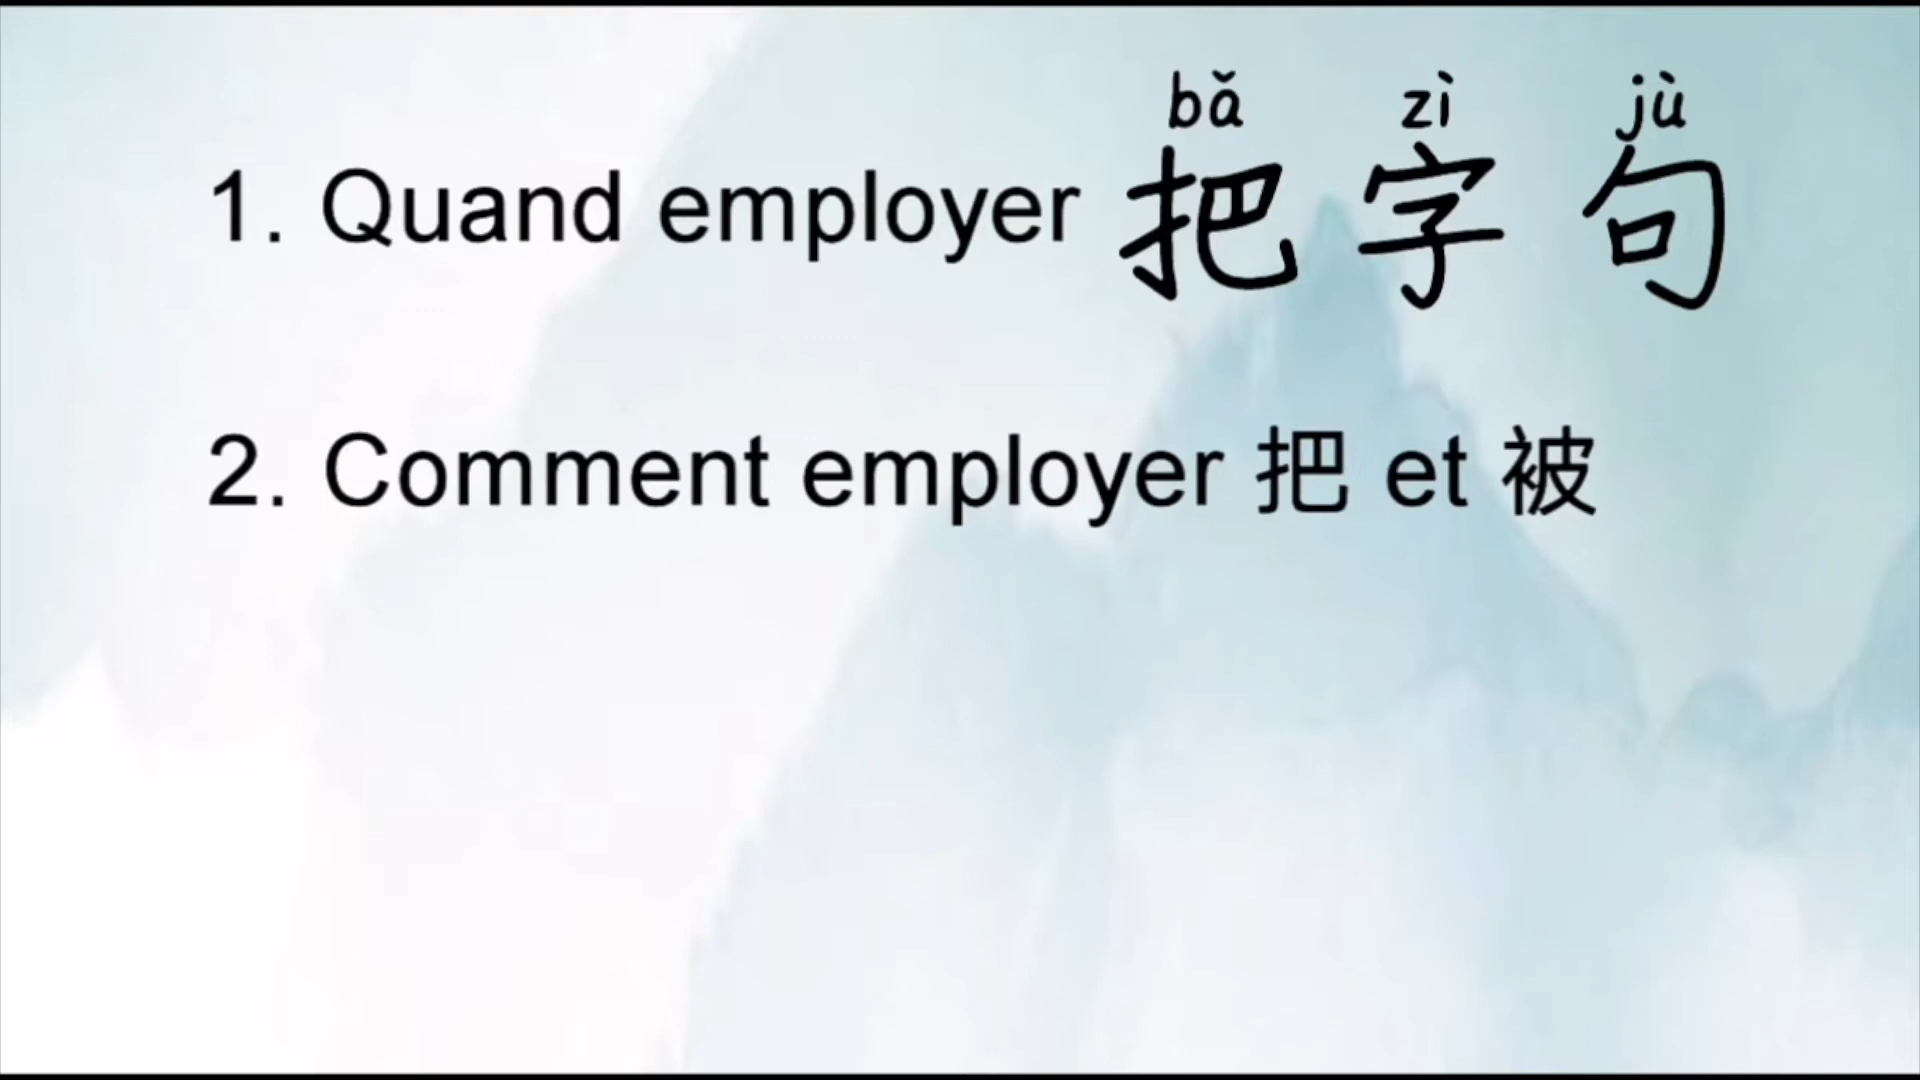 bǎ zì jù
1. Quand employer 把字句
2. Comment employer 把 et 被